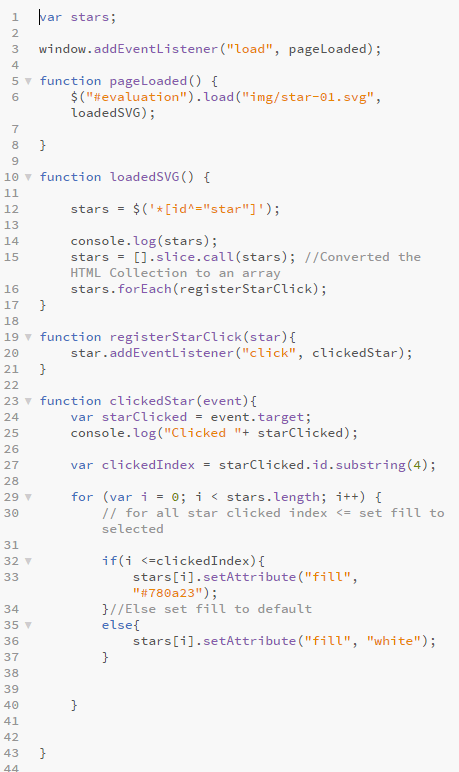 1 var stars;
2
3 window.addEventListener("load", pageLoaded);
4
5 function pageLoaded() {
6 $("#evaluation").load("img/star-01.svg",
loadedSVG);
7
8 }
9
10 function loadedSVG() {
11
12 stars = $('*[id^="star"]');
13
14 console.log(stars);
15 stars = [].slice.call(stars); //Converted the
HTML Collection to an array
16 stars.forEach(registerStarClick);
17 }
18
19 function registerStarClick(star){
20 star.addEventListener("click", clickedStar);
21 }
22
23 function clickedStar(event){
24 var starClicked = event.target;
25 console.log("Clicked "+ starClicked);
26
27 var clickedIndex = starClicked.id.substring(4);
28
29 for (var i = 0; i < stars.length; i++) {
30 // for all star clicked index <= set fill to
selected
31
32 if(i <=clickedIndex){
33 stars[i].setAttribute("fill",
"#780a23");
34 }//Else set fill to default
35 else{
36 stars[i].setAttribute("fill", "white");
37 }
38
39
40 }
41
42
43 }
44